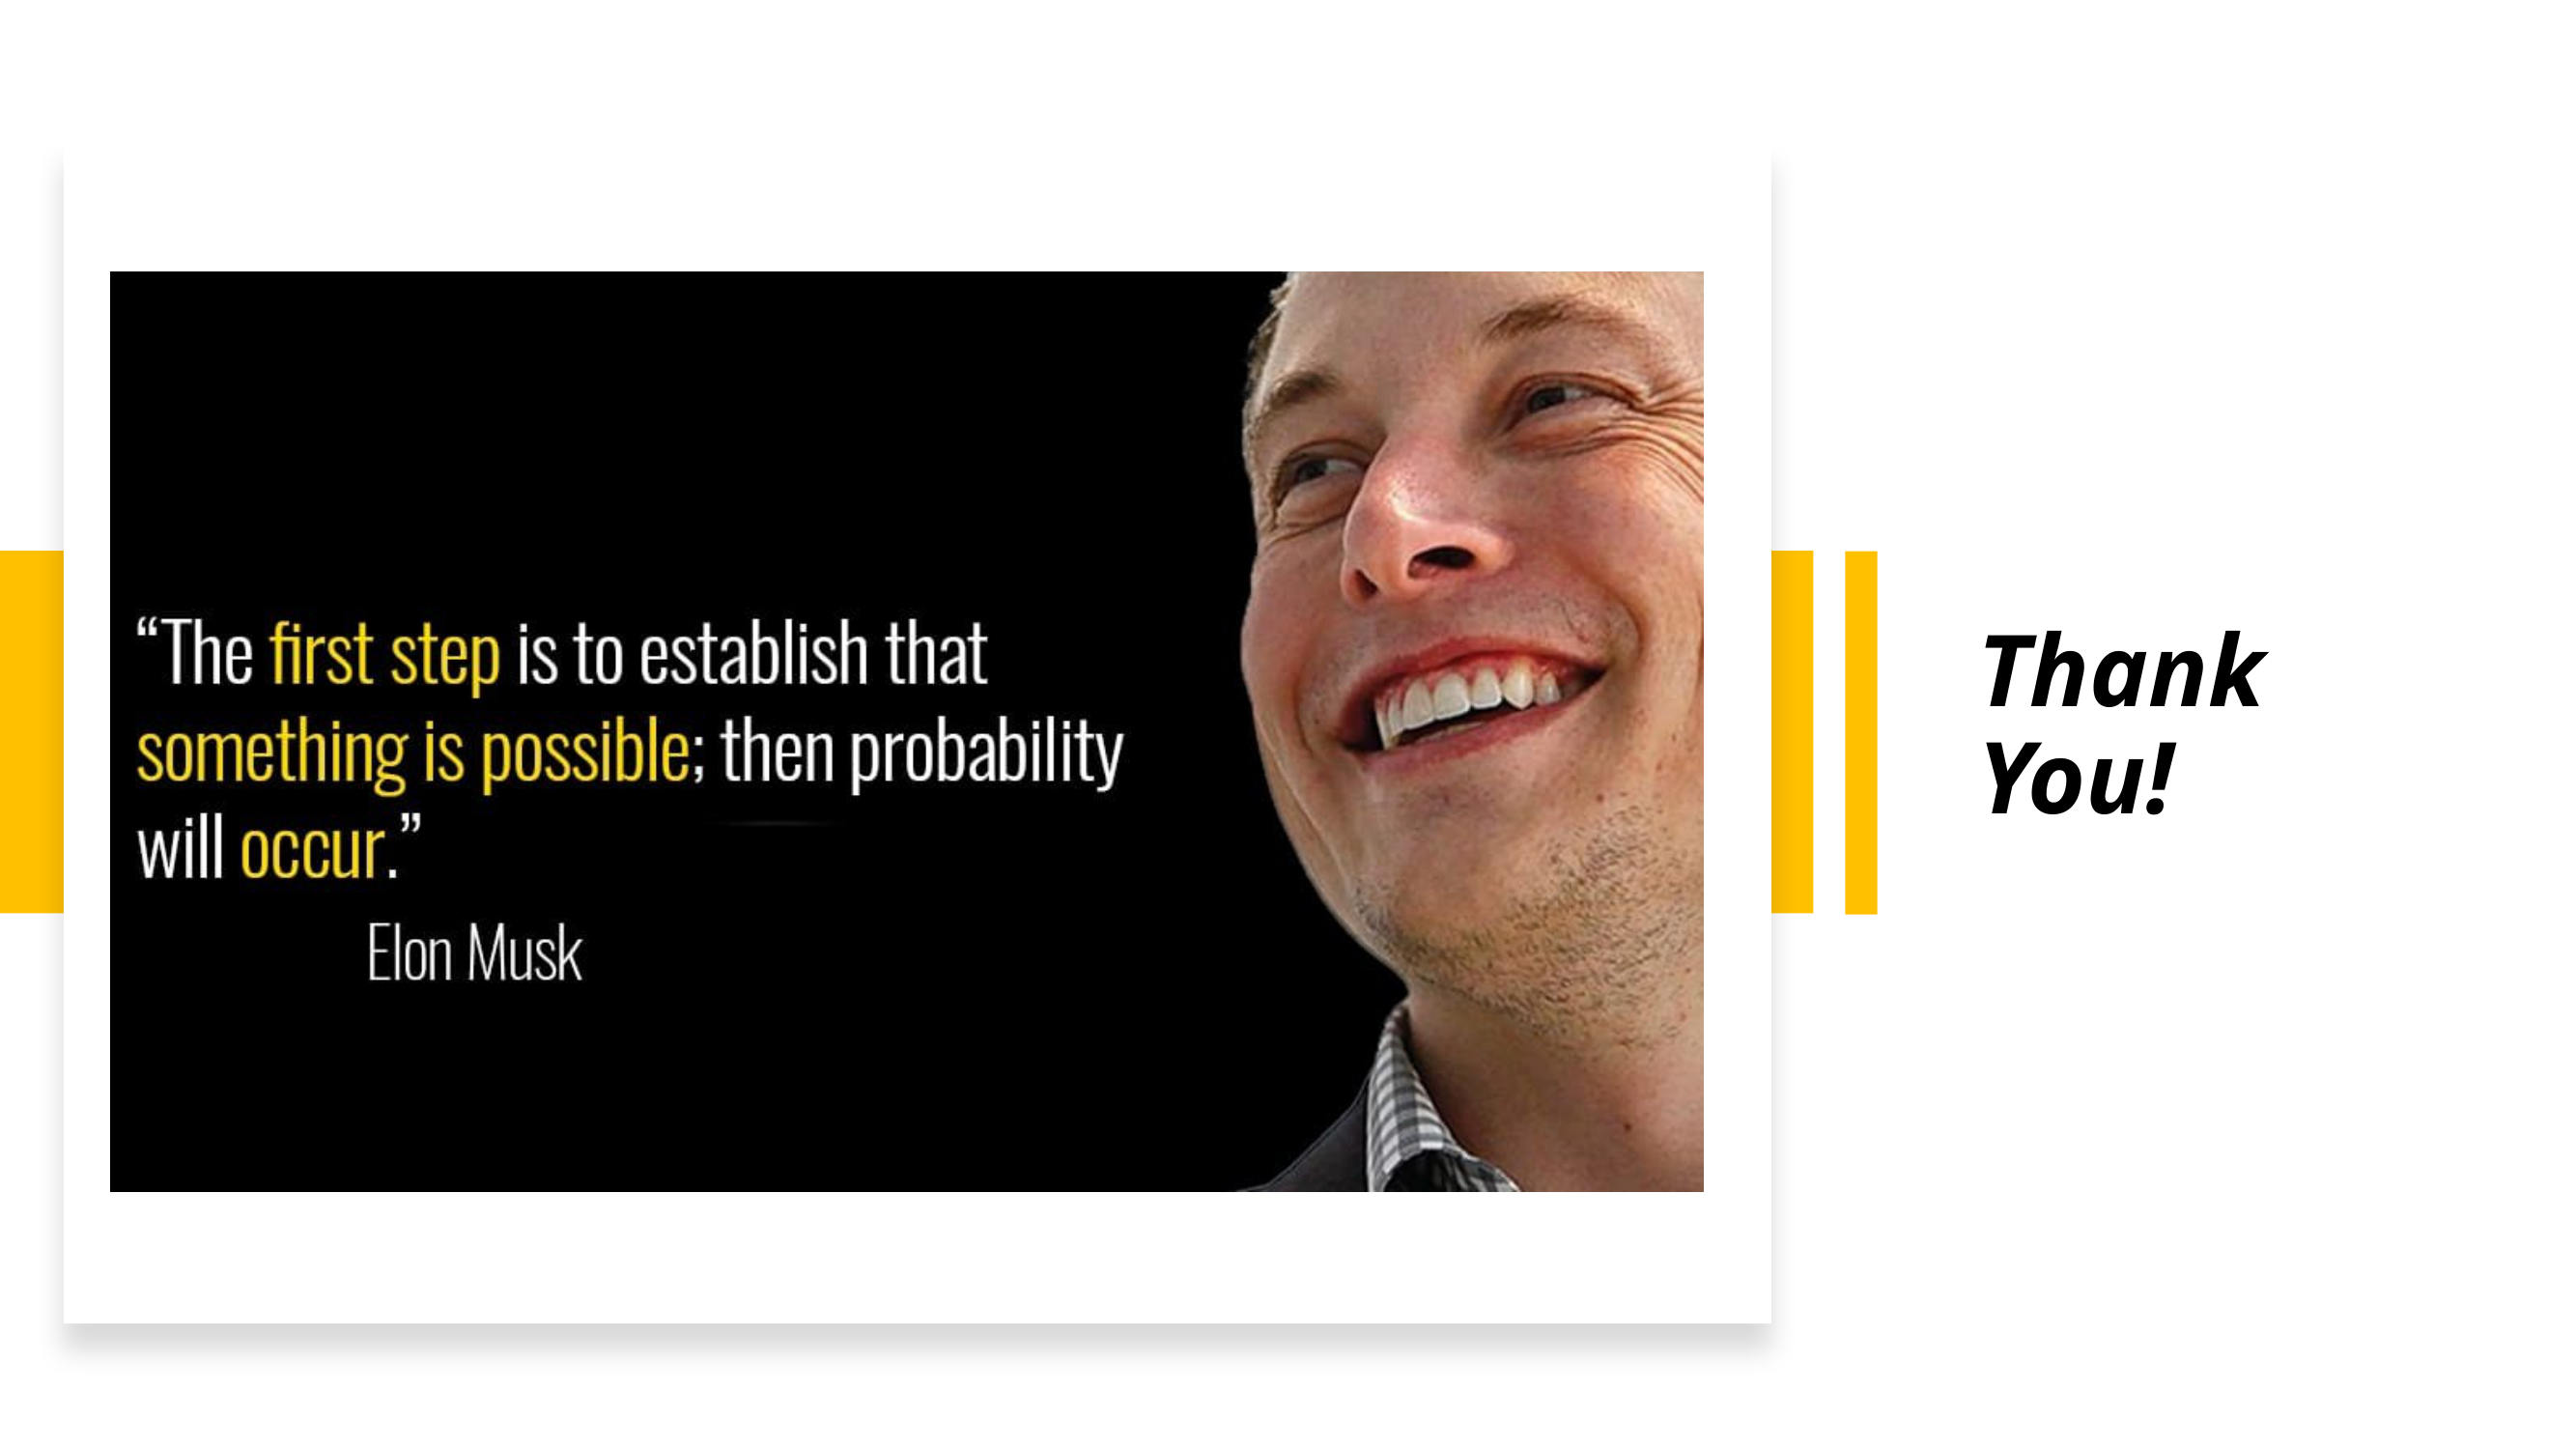 “The first step is to establish that
something is possible; then probability
will occur.”
Elon Musk
Thank
You!